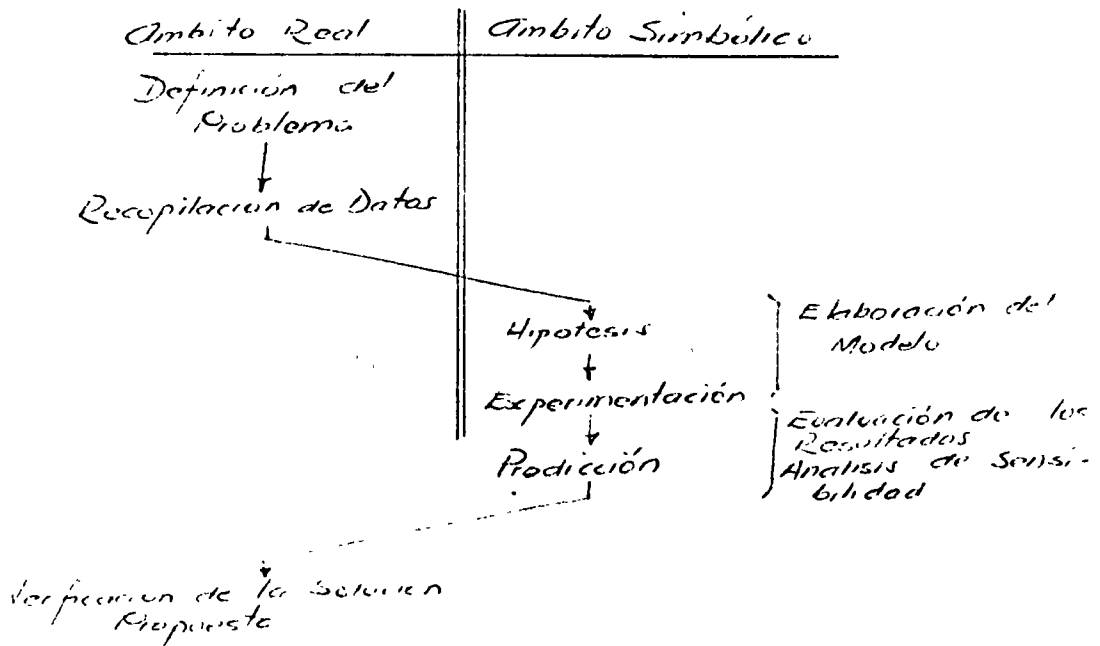 Ambito Real
Ambito Simbólico
Definición del
Problema
Recopilación de Datos
Hipotesis
Experimentación
Predicción
Elaboración del
Modelo
Evaluación de los
Resultados
Analisis de Sensi-
bilidad
Verificacion de la Solucion
Propuesta